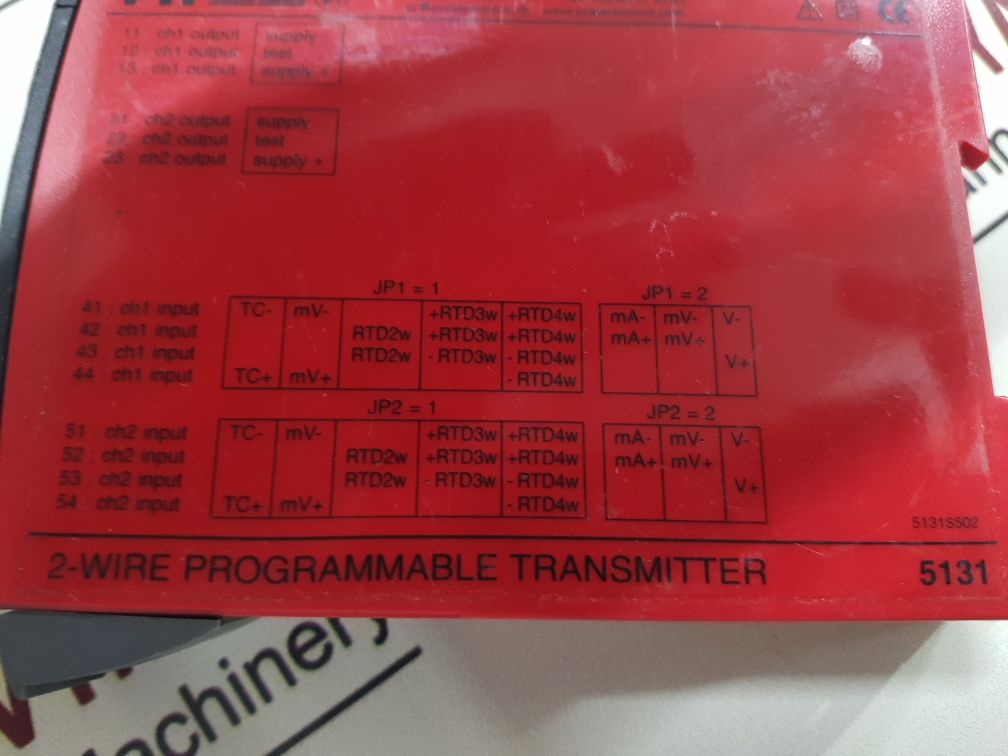 11 : ch1 output supply -
12 : ch1 output test
13 : ch1 output supply +
21 : ch2 output supply -
22 : ch2 output test
23 : ch2 output supply +
JP1 = 1 JP1 = 2
41 : ch1 input TC- mV- +RTD3w +RTD4w mA- mV- V-
42 : ch1 input RTD2w +RTD3w +RTD4w mA+ mV+
43 : ch1 input RTD2w - RTD3w - RTD4w V+
44 : ch1 input TC+ mV+ - RTD4w
JP2 = 1 JP2 = 2
51 : ch2 input TC- mV- +RTD3w +RTD4w mA- mV- V-
52 : ch2 input RTD2w +RTD3w +RTD4w mA+ mV+
53 : ch2 input RTD2w - RTD3w - RTD4w V+
54 : ch2 input TC+ mV+ - RTD4w
5131S502
2-WIRE PROGRAMMABLE TRANSMITTER 5131
Machinery